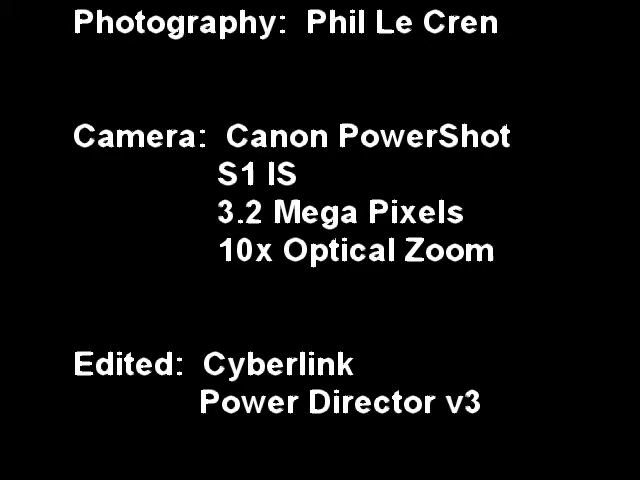 Photography: Phil Le Cren
Camera: Canon PowerShot
S1 IS
3.2 Mega Pixels
10x Optical Zoom
Edited: Cyberlink
Power Director v3